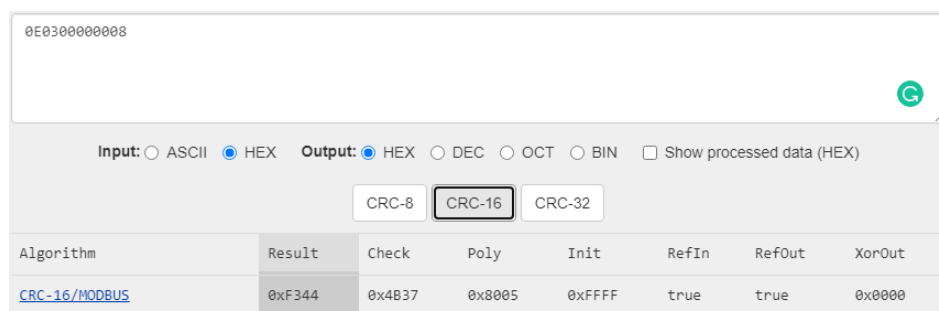 0E0300000008
G
Input: ASCII HEX Output: HEX DEC OCT BIN Show processed data (HEX)
CRC-8 CRC-16 CRC-32
Algorithm Result Check Poly Init RefIn RefOut XorOut
CRC-16/MODBUS 0xF344 0x4B37 0x8005 0xFFFF true true 0x0000